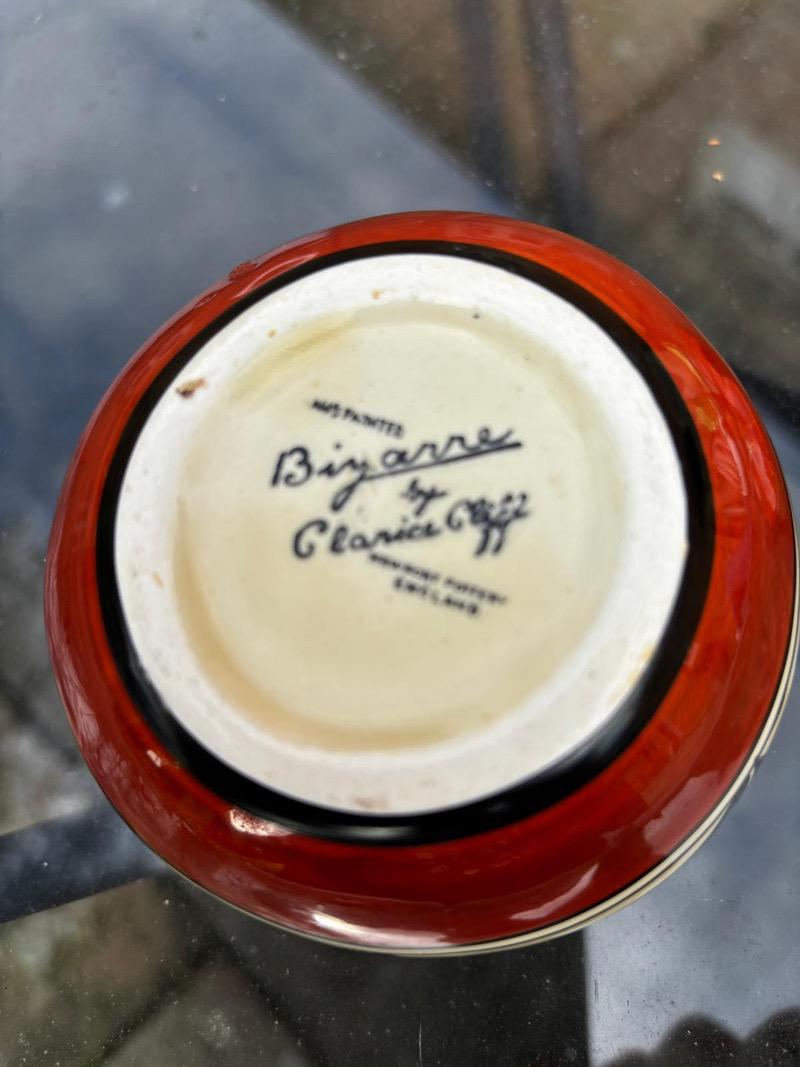 HAND PAINTED
Bizarre
by
Clarice Cliff
NEWPORT POTTERY
ENGLAND